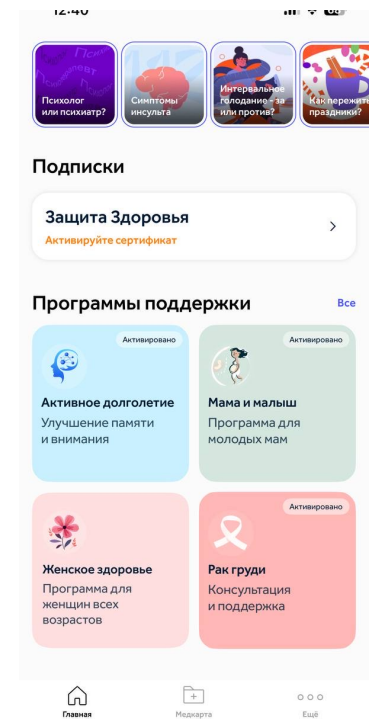 12:40
Психолог
или психиатр?
Симптомы
инсульта
Интервальное
голодание - за
или против?
Как пережить
праздники?
Подписки
Защита Здоровья
Активируйте сертификат
Программы поддержки
Все
Активировано
Активное долголетие
Улучшение памяти
и внимания
Активировано
Мама и малыш
Программа для
молодых мам
Женское здоровье
Программа для
женщин всех
возрастов
Активировано
Рак груди
Консультация
и поддержка
Главная
Медкарта
Ещё